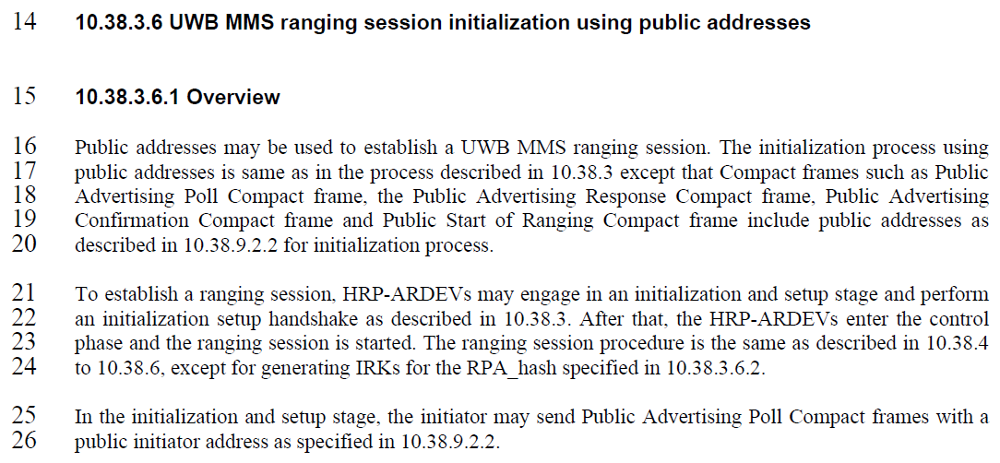 14 10.38.3.6 UWB MMS ranging session initialization using public addresses
15 10.38.3.6.1 Overview
16 Public addresses may be used to establish a UWB MMS ranging session. The initialization process using
17 public addresses is same as in the process described in 10.38.3 except that Compact frames such as Public
18 Advertising Poll Compact frame, the Public Advertising Response Compact frame, Public Advertising
19 Confirmation Compact frame and Public Start of Ranging Compact frame include public addresses as
20 described in 10.38.9.2.2 for initialization process.
21 To establish a ranging session, HRP-ARDEVs may engage in an initialization and setup stage and perform
22 an initialization setup handshake as described in 10.38.3. After that, the HRP-ARDEVs enter the control
23 phase and the ranging session is started. The ranging session procedure is the same as described in 10.38.4
24 to 10.38.6, except for generating IRKs for the RPA_hash specified in 10.38.3.6.2.
25 In the initialization and setup stage, the initiator may send Public Advertising Poll Compact frames with a
26 public initiator address as specified in 10.38.9.2.2.